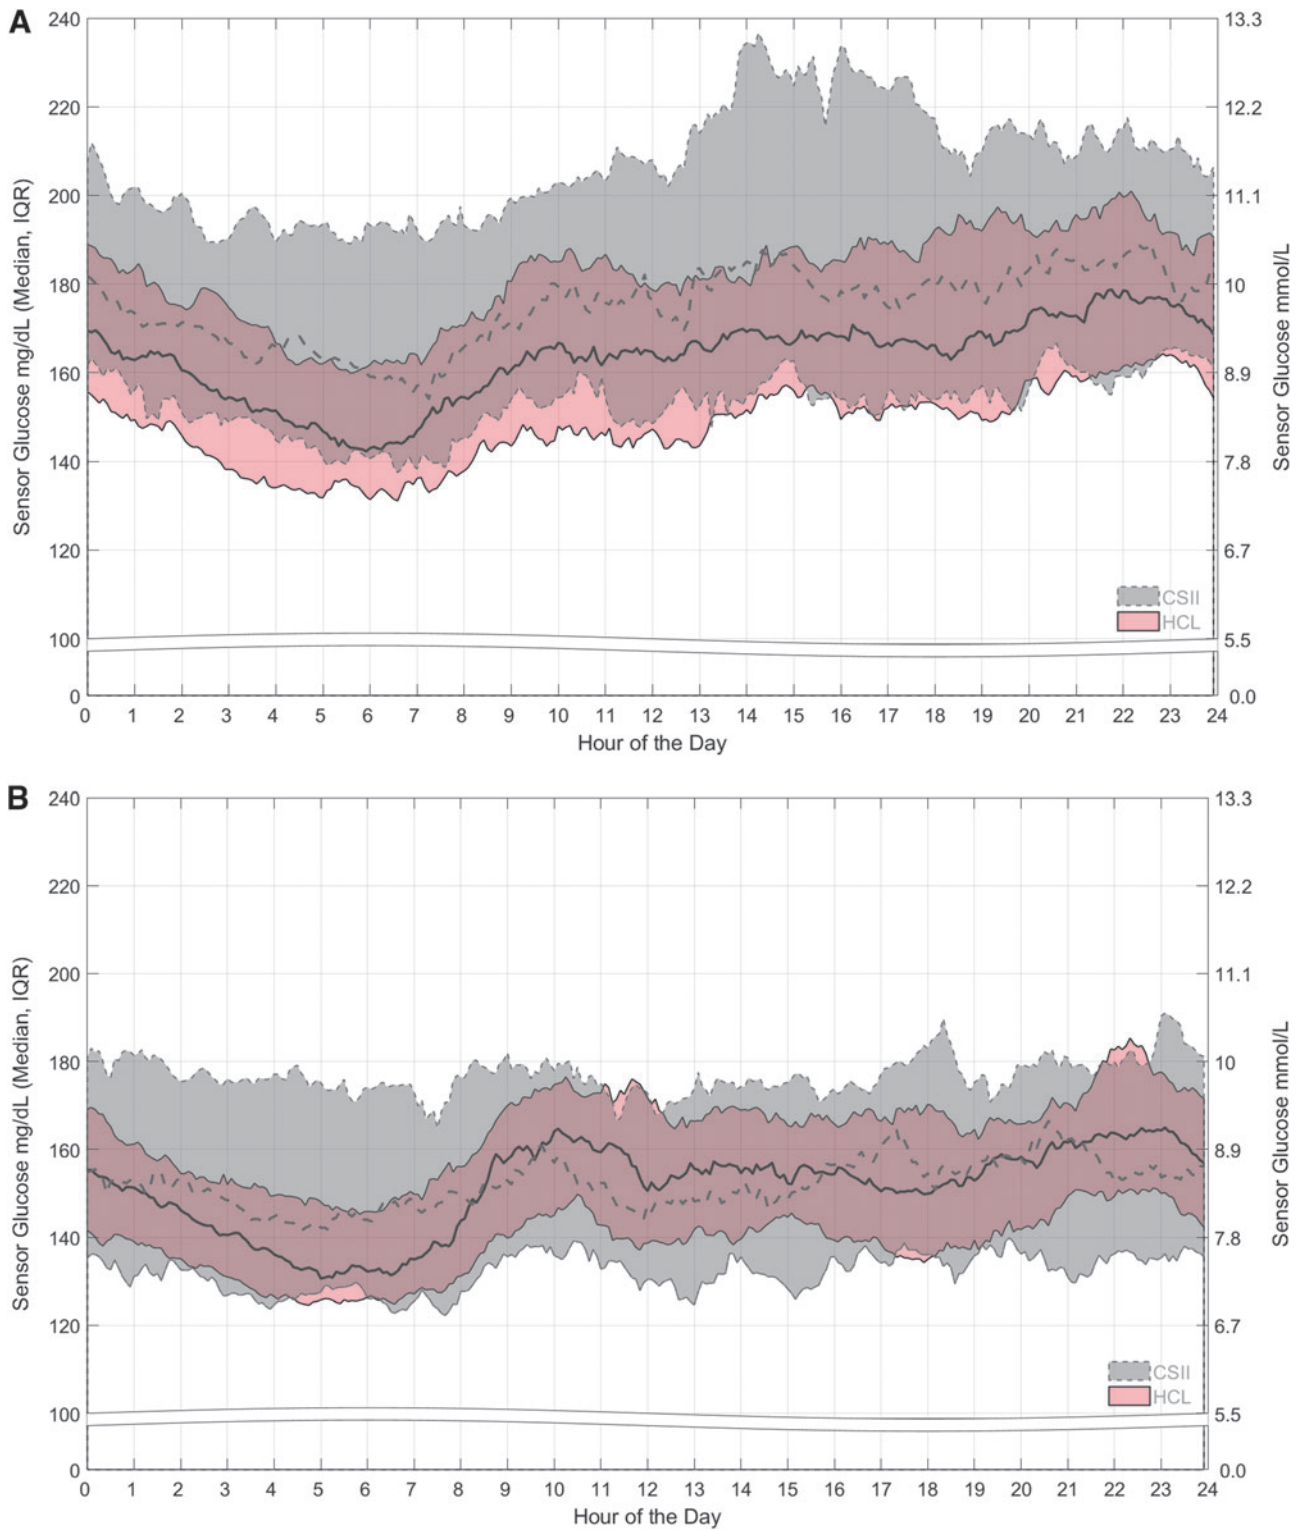 A
240
220
200
180
160
140
120
100
0
13.3
12.2
11.1
10
8.9
7.8
6.7
5.5
0.0
Sensor Glucose mg/dL (Median, IQR)
Sensor Glucose mmol/L
CSII
HCL
0 1 2 3 4 5 6 7 8 9 10 11 12 13 14 15 16 17 18 19 20 21 22 23 24
Hour of the Day
B
240
220
200
180
160
140
120
100
0
13.3
12.2
11.1
10
8.9
7.8
6.7
5.5
0.0
Sensor Glucose mg/dL (Median, IQR)
Sensor Glucose mmol/L
CSII
HCL
0 1 2 3 4 5 6 7 8 9 10 11 12 13 14 15 16 17 18 19 20 21 22 23 24
Hour of the Day